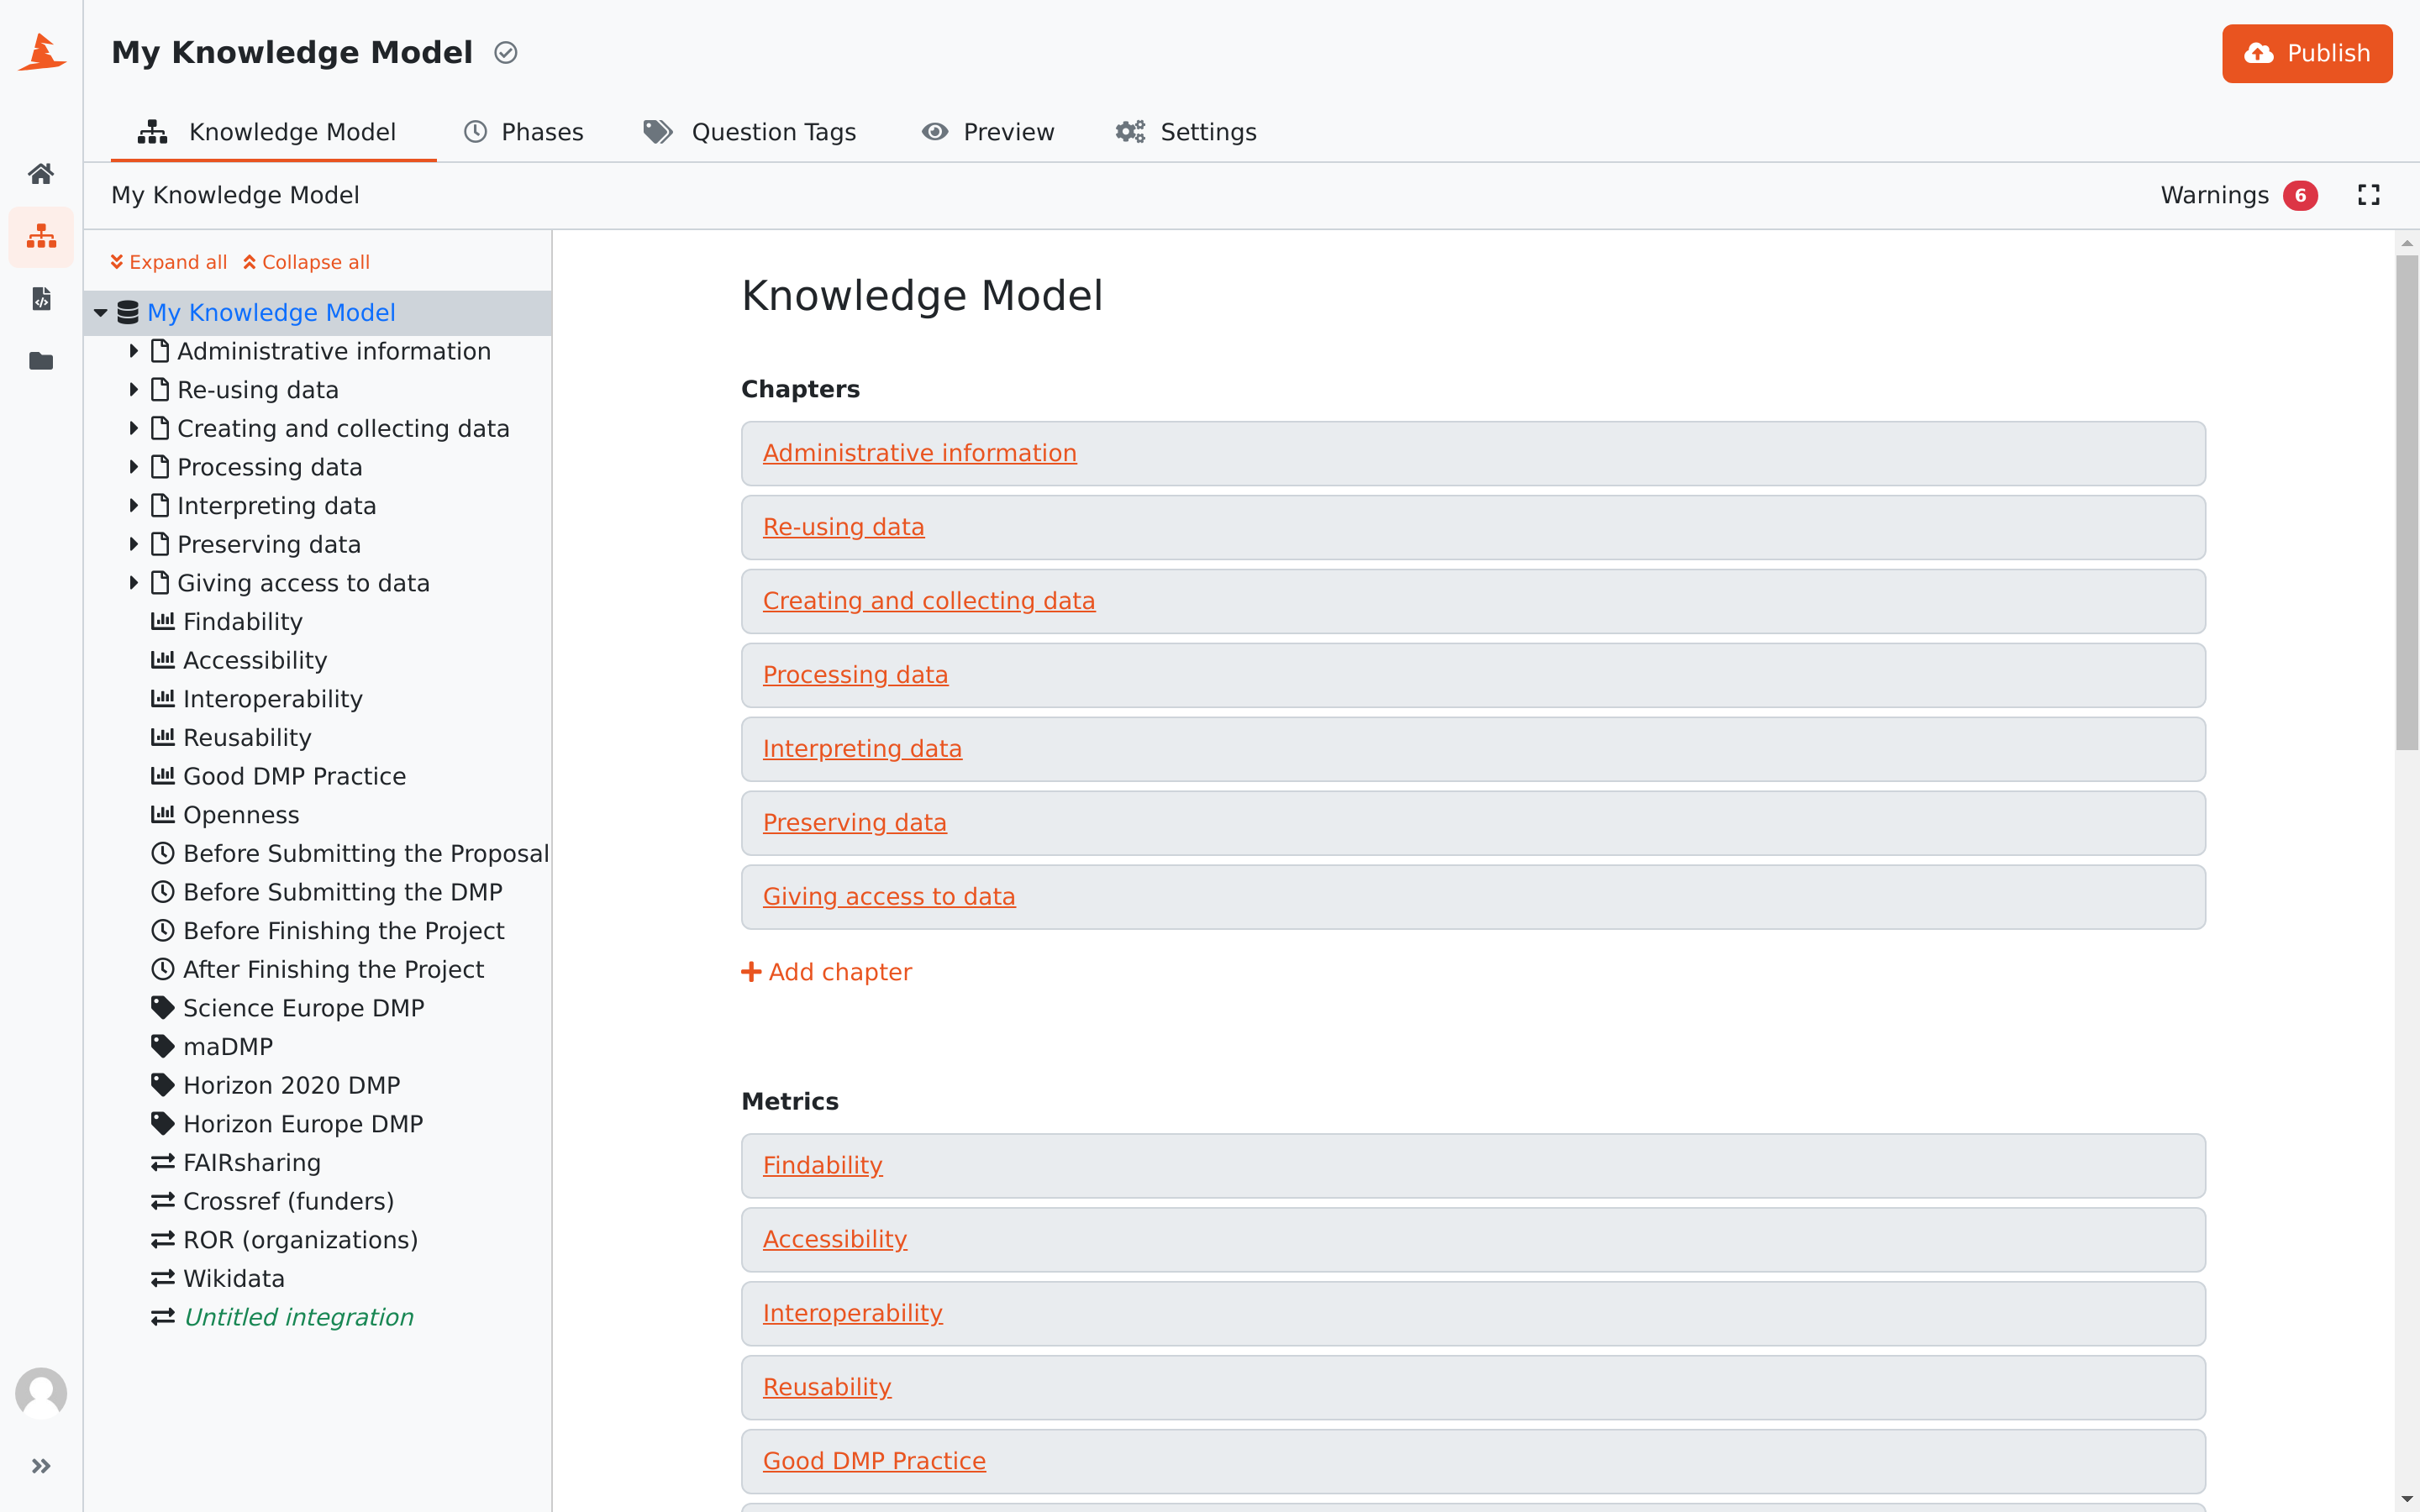 My Knowledge Model
Publish
Knowledge Model
Phases
Question Tags
Preview
Settings
My Knowledge Model
Warnings 6
Expand all
Collapse all
My Knowledge Model
Administrative information
Re-using data
Creating and collecting data
Processing data
Interpreting data
Preserving data
Giving access to data
Findability
Accessibility
Interoperability
Reusability
Good DMP Practice
Openness
Before Submitting the Proposal
Before Submitting the DMP
Before Finishing the Project
After Finishing the Project
Science Europe DMP
maDMP
Horizon 2020 DMP
Horizon Europe DMP
FAIRsharing
Crossref (funders)
ROR (organizations)
Wikidata
Untitled integration
Knowledge Model
Chapters
Administrative information
Re-using data
Creating and collecting data
Processing data
Interpreting data
Preserving data
Giving access to data
Add chapter
Metrics
Findability
Accessibility
Interoperability
Reusability
Good DMP Practice